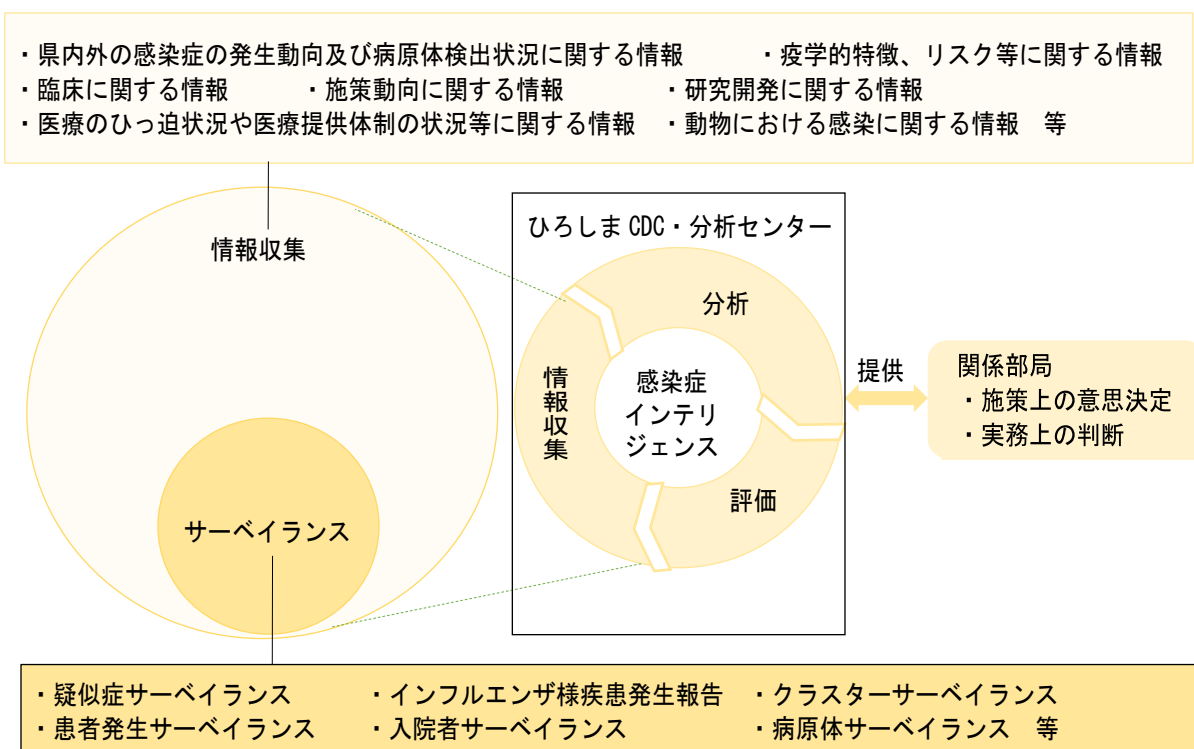 ・県内外の感染症の発生動向及び病原体検出状況に関する情報　・疫学的特徴、リスク等に関する情報
・臨床に関する情報　・施策動向に関する情報　・研究開発に関する情報
・医療のひっ迫状況や医療提供体制の状況等に関する情報　・動物における感染に関する情報　等
情報収集
サーベイランス
ひろしま CDC・分析センター
分析
情報収集
感染症
インテリ
ジェンス
評価
提供
関係部局
・施策上の意思決定
・実務上の判断
・疑似症サーベイランス　・インフルエンザ様疾患発生報告　・クラスターサーベイランス
・患者発生サーベイランス　・入院者サーベイランス　・病原体サーベイランス　等